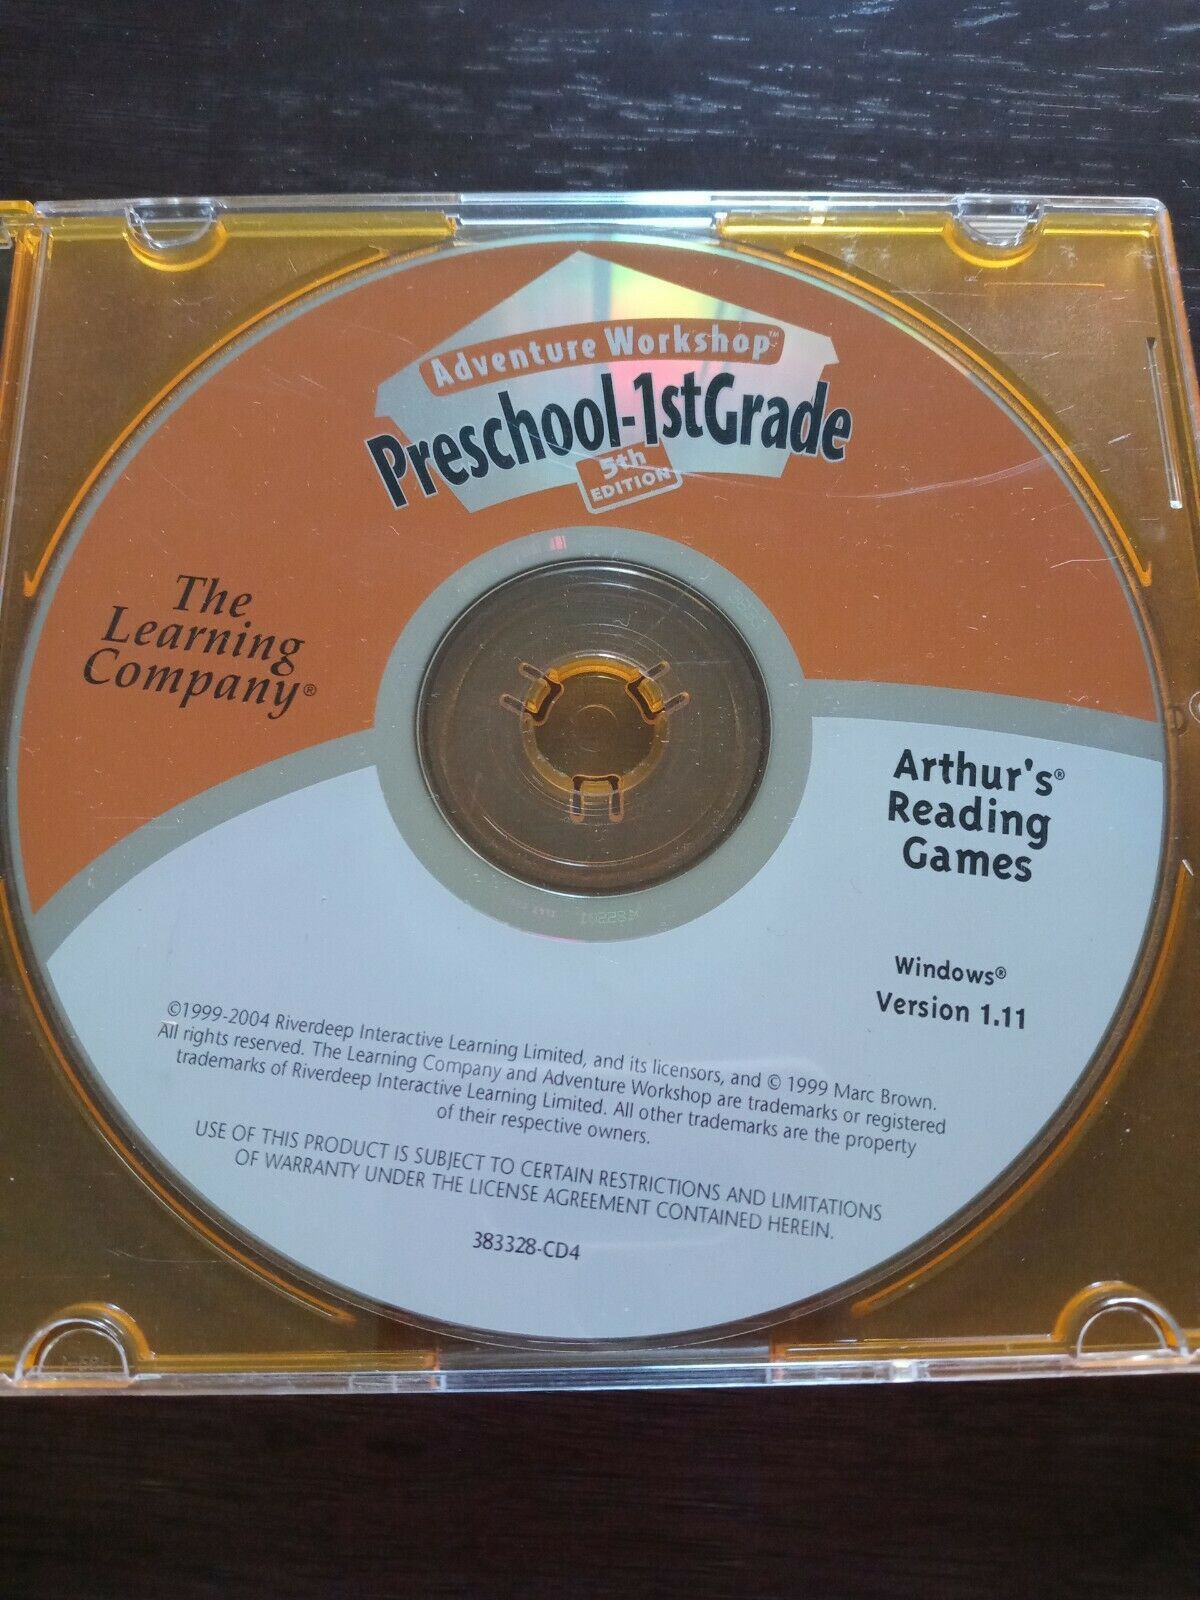 Adventure Workshop™
Preschool-1stGrade
5th
EDITION
The
Learning
Company®
Arthur's®
Reading
Games
Windows®
Version 1.11
©1999-2004 Riverdeep Interactive Learning Limited, and its licensors, and © 1999 Marc Brown.
All rights reserved. The Learning Company and Adventure Workshop are trademarks or registered
trademarks of Riverdeep Interactive Learning Limited. All other trademarks are the property
of their respective owners.
USE OF THIS PRODUCT IS SUBJECT TO CERTAIN RESTRICTIONS AND LIMITATIONS
OF WARRANTY UNDER THE LICENSE AGREEMENT CONTAINED HEREIN.
383328-CD4